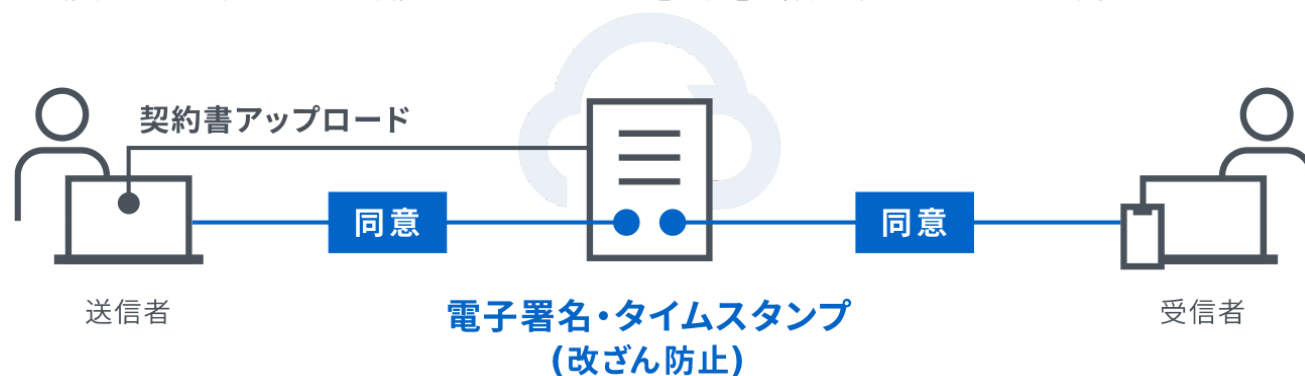 契約書アップロード
同意
同意
送信者
電子署名・タイムスタンプ
(改ざん防止)
受信者